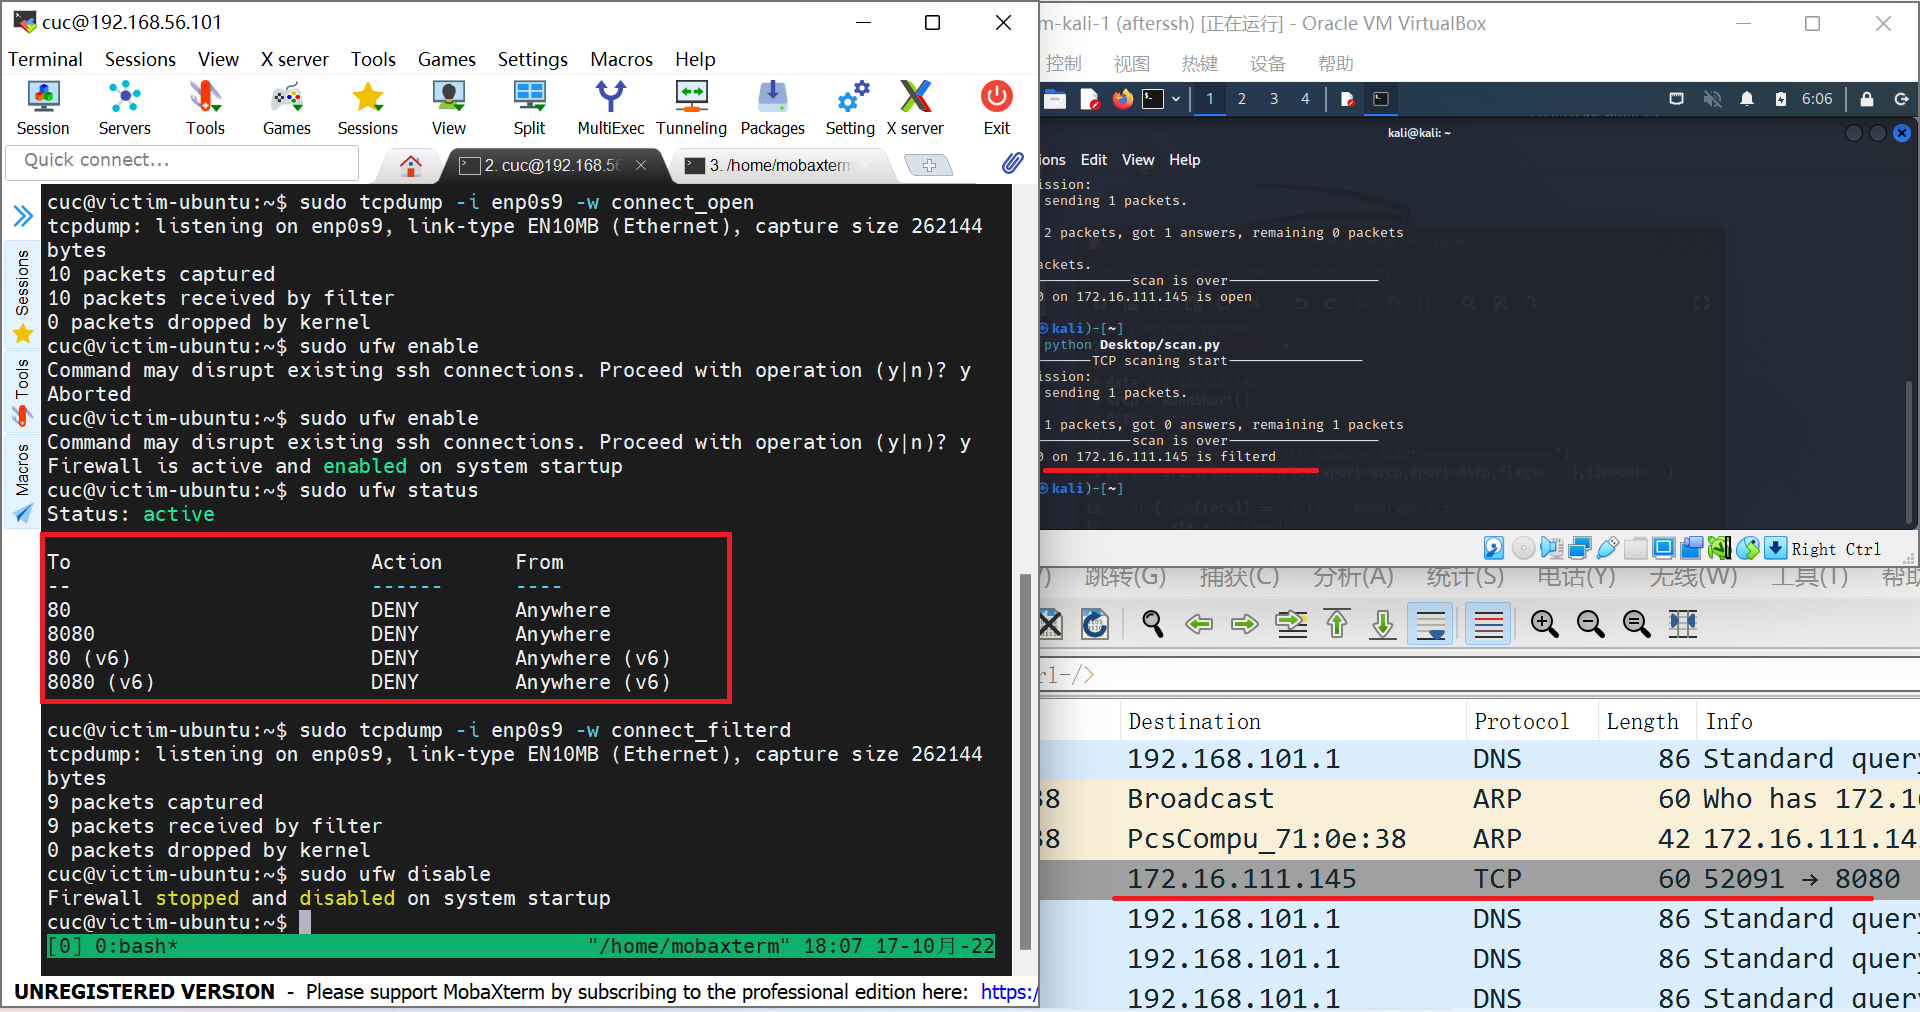 cuc@192.168.56.101
Terminal Sessions View X server Tools Games Settings Macros Help
Session Servers Tools Games Sessions View Split MultiExec Tunneling Packages Setting X server Exit
Quick connect...
2. cuc@192.168.56
3. /home/mobaxterm
Sessions
Tools
Macros
cuc@victim-ubuntu:~$ sudo tcpdump -i enp0s9 -w connect_open
tcpdump: listening on enp0s9, link-type EN10MB (Ethernet), capture size 262144
bytes
10 packets captured
10 packets received by filter
0 packets dropped by kernel
cuc@victim-ubuntu:~$ sudo ufw enable
Command may disrupt existing ssh connections. Proceed with operation (y|n)? y
Aborted
cuc@victim-ubuntu:~$ sudo ufw enable
Command may disrupt existing ssh connections. Proceed with operation (y|n)? y
Firewall is active and enabled on system startup
cuc@victim-ubuntu:~$ sudo ufw status
Status: active
To Action From
-- ------ ----
80 DENY Anywhere
8080 DENY Anywhere
80 (v6) DENY Anywhere (v6)
8080 (v6) DENY Anywhere (v6)
cuc@victim-ubuntu:~$ sudo tcpdump -i enp0s9 -w connect_filterd
tcpdump: listening on enp0s9, link-type EN10MB (Ethernet), capture size 262144
bytes
9 packets captured
9 packets received by filter
0 packets dropped by kernel
cuc@victim-ubuntu:~$ sudo ufw disable
Firewall stopped and disabled on system startup
cuc@victim-ubuntu:~$
[0] 0:bash* "/home/mobaxterm" 18:07 17-10月-22
UNREGISTERED VERSION - Please support MobaXterm by subscribing to the professional edition here: https:/
m-kali-1 (afterssh) [正在运行] - Oracle VM VirtualBox
控制 视图 热键 设备 帮助
1 2 3 4 6:06
kali@kali: ~
ions Edit View Help
ission:
sending 1 packets.
2 packets, got 1 answers, remaining 0 packets
ackets.
scan is over
0 on 172.16.111.145 is open
kali)-[~]
python Desktop/scan.py
TCP scaning start
ission:
sending 1 packets.
1 packets, got 0 answers, remaining 1 packets
scan is over
0 on 172.16.111.145 is filterd
kali)-[~]
Right Ctrl
跳转(G) 捕获(C) 分析(A) 统计(S) 电话(Y) 无线(W) 工具(T) 帮助
rl-/>
Destination Protocol Length Info
192.168.101.1 DNS 86 Standard query
38 Broadcast ARP 60 Who has 172.16
38 PcsCompu_71:0e:38 ARP 42 172.16.111.14
172.16.111.145 TCP 60 52091 → 8080
192.168.101.1 DNS 86 Standard query
192.168.101.1 DNS 86 Standard query
192.168.101.1 DNS 86 Standard query